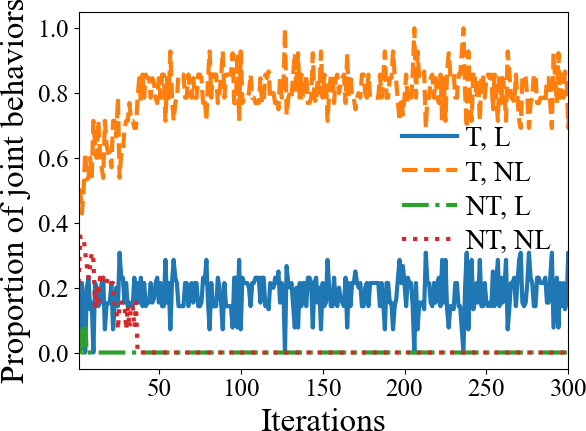 Proportion of joint behaviors
1.0
0.8
0.6
0.4
0.2
0.0
T, L
T, NL
NT, L
NT, NL
50
100
150
200
250
300
Iterations